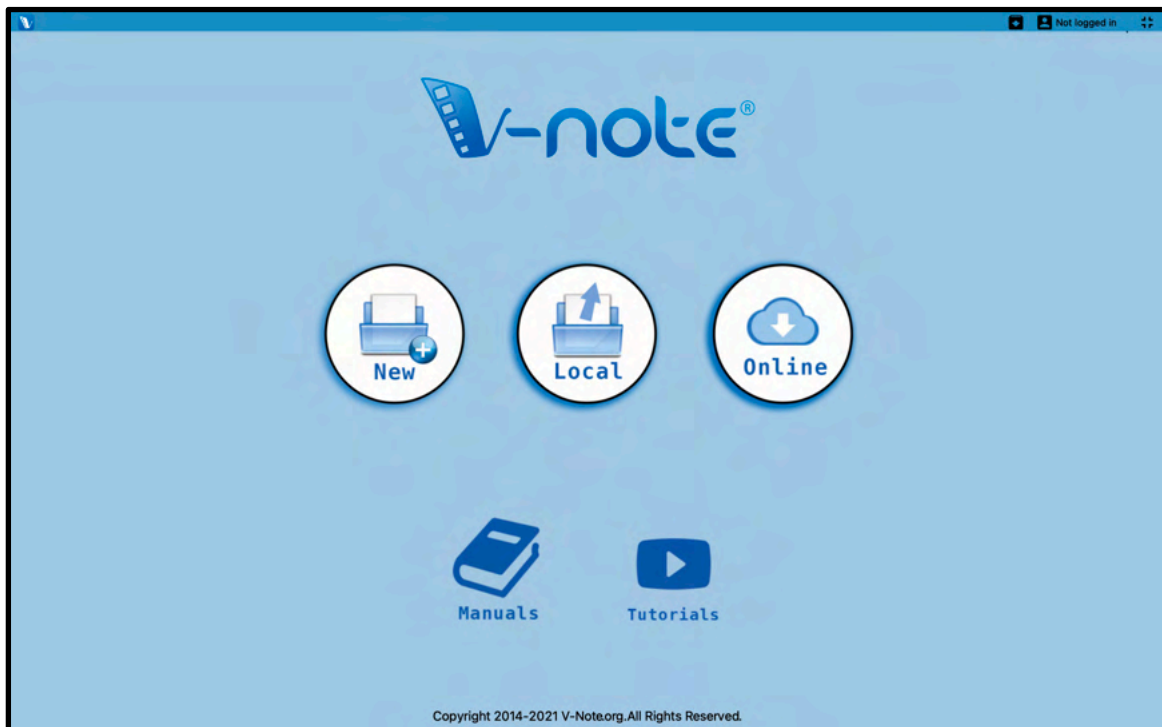 Not logged in
V-note®
New
Local
Online
Manuals
Tutorials
Copyright 2014-2021 V-Note.org.All Rights Reserved.